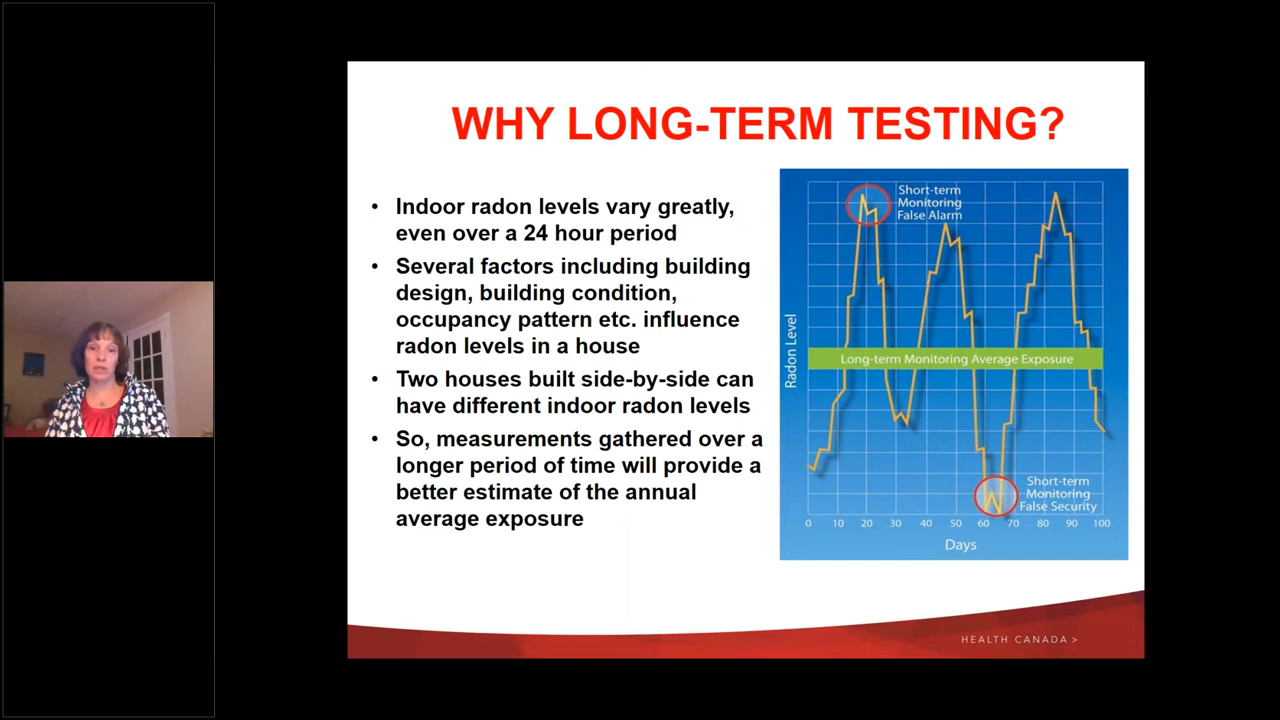 WHY LONG-TERM TESTING?
• Indoor radon levels vary greatly,
even over a 24 hour period
• Several factors including building
design, building condition,
occupancy pattern etc. influence
radon levels in a house
• Two houses built side-by-side can
have different indoor radon levels
• So, measurements gathered over a
longer period of time will provide a
better estimate of the annual
average exposure
Short-term
Monitoring
False Alarm
Radon Level
Long-term Monitoring Average Exposure
Short-term
Monitoring
False Security
0 10 20 30 40 50 60 70 80 90 100
Days
HEALTH CANADA >